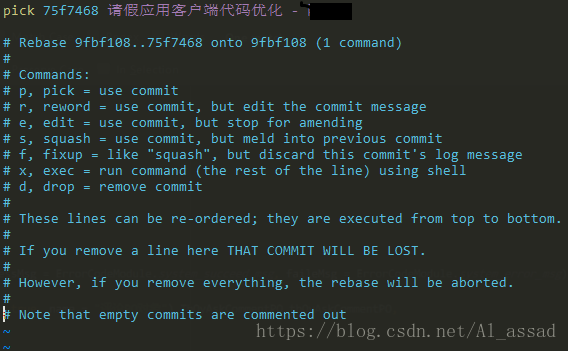 pick 75f7468 请假应用客户端代码优化 -
# Rebase 9fbf108..75f7468 onto 9fbf108 (1 command)
#
# Commands:
# p, pick = use commit
# r, reword = use commit, but edit the commit message
# e, edit = use commit, but stop for amending
# s, squash = use commit, but meld into previous commit
# f, fixup = like "squash", but discard this commit's log message
# x, exec = run command (the rest of the line) using shell
# d, drop = remove commit
#
# These lines can be re-ordered; they are executed from top to bottom.
#
# If you remove a line here THAT COMMIT WILL BE LOST.
#
# However, if you remove everything, the rebase will be aborted.
#
# Note that empty commits are commented out
~
~
https://blog.csdn.net/Al_assad